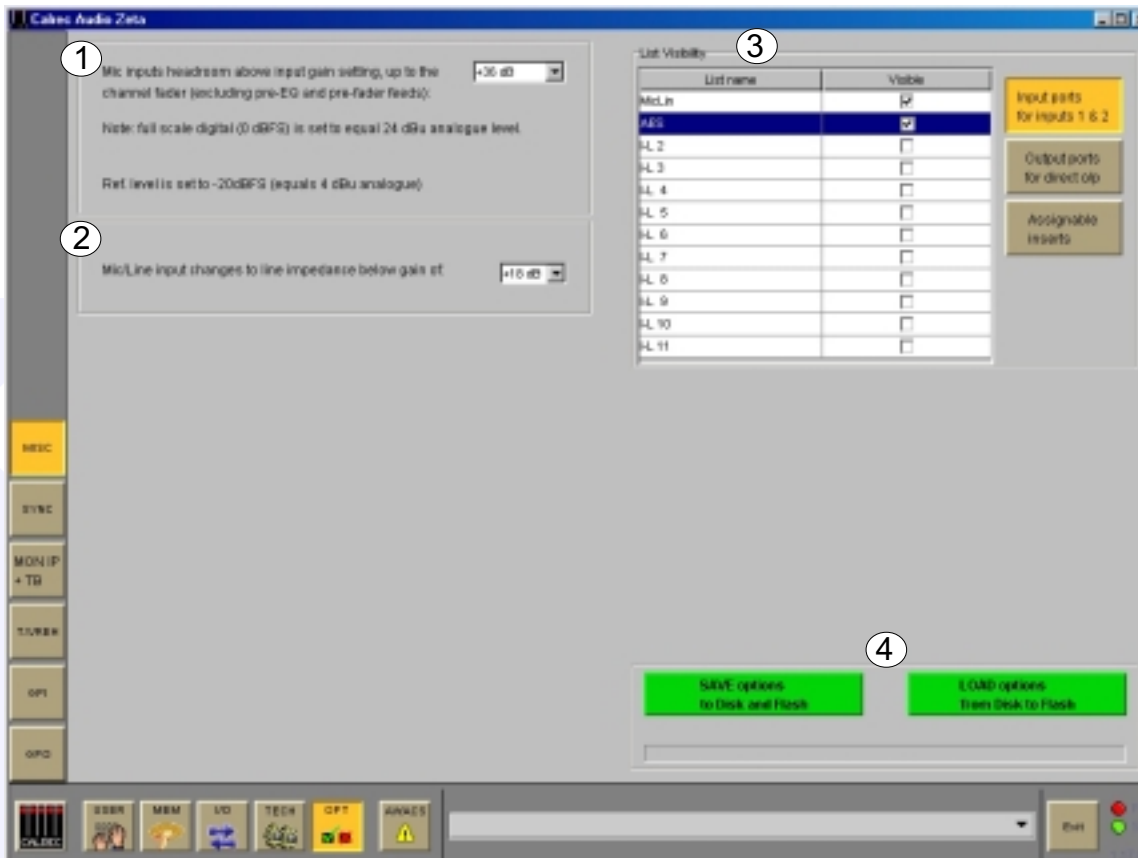 Calrec Audio Zeta
1
Mic inputs headroom above input gain setting, up to the
channel fader (excluding pre-EQ and pre-fader feeds):
+36 dB
Note: full scale digital (0 dBFS) is set to equal 24 dBu analogue level.
Ref. level is set to -20dBFS (equals 4 dBu analogue)
2
Mic/Line input changes to line impedance below gain of:
+18 dB
3
List Visibility
List name
Visible
MicLin
AES
I-L 2
I-L 3
I-L 4
I-L 5
I-L 6
I-L 7
I-L 8
I-L 9
I-L 10
I-L 11
Input ports
for inputs 1 & 2
Output ports
for direct o/p
Assignable
inserts
MISC
SYNC
MON IP
+ TB
T/VREH
GPI
GPO
4
SAVE options
to Disk and Flash
LOAD options
from Disk to Flash
CALREC
USER
MEM
I/O
TECH
OPT
AWACS
Exit